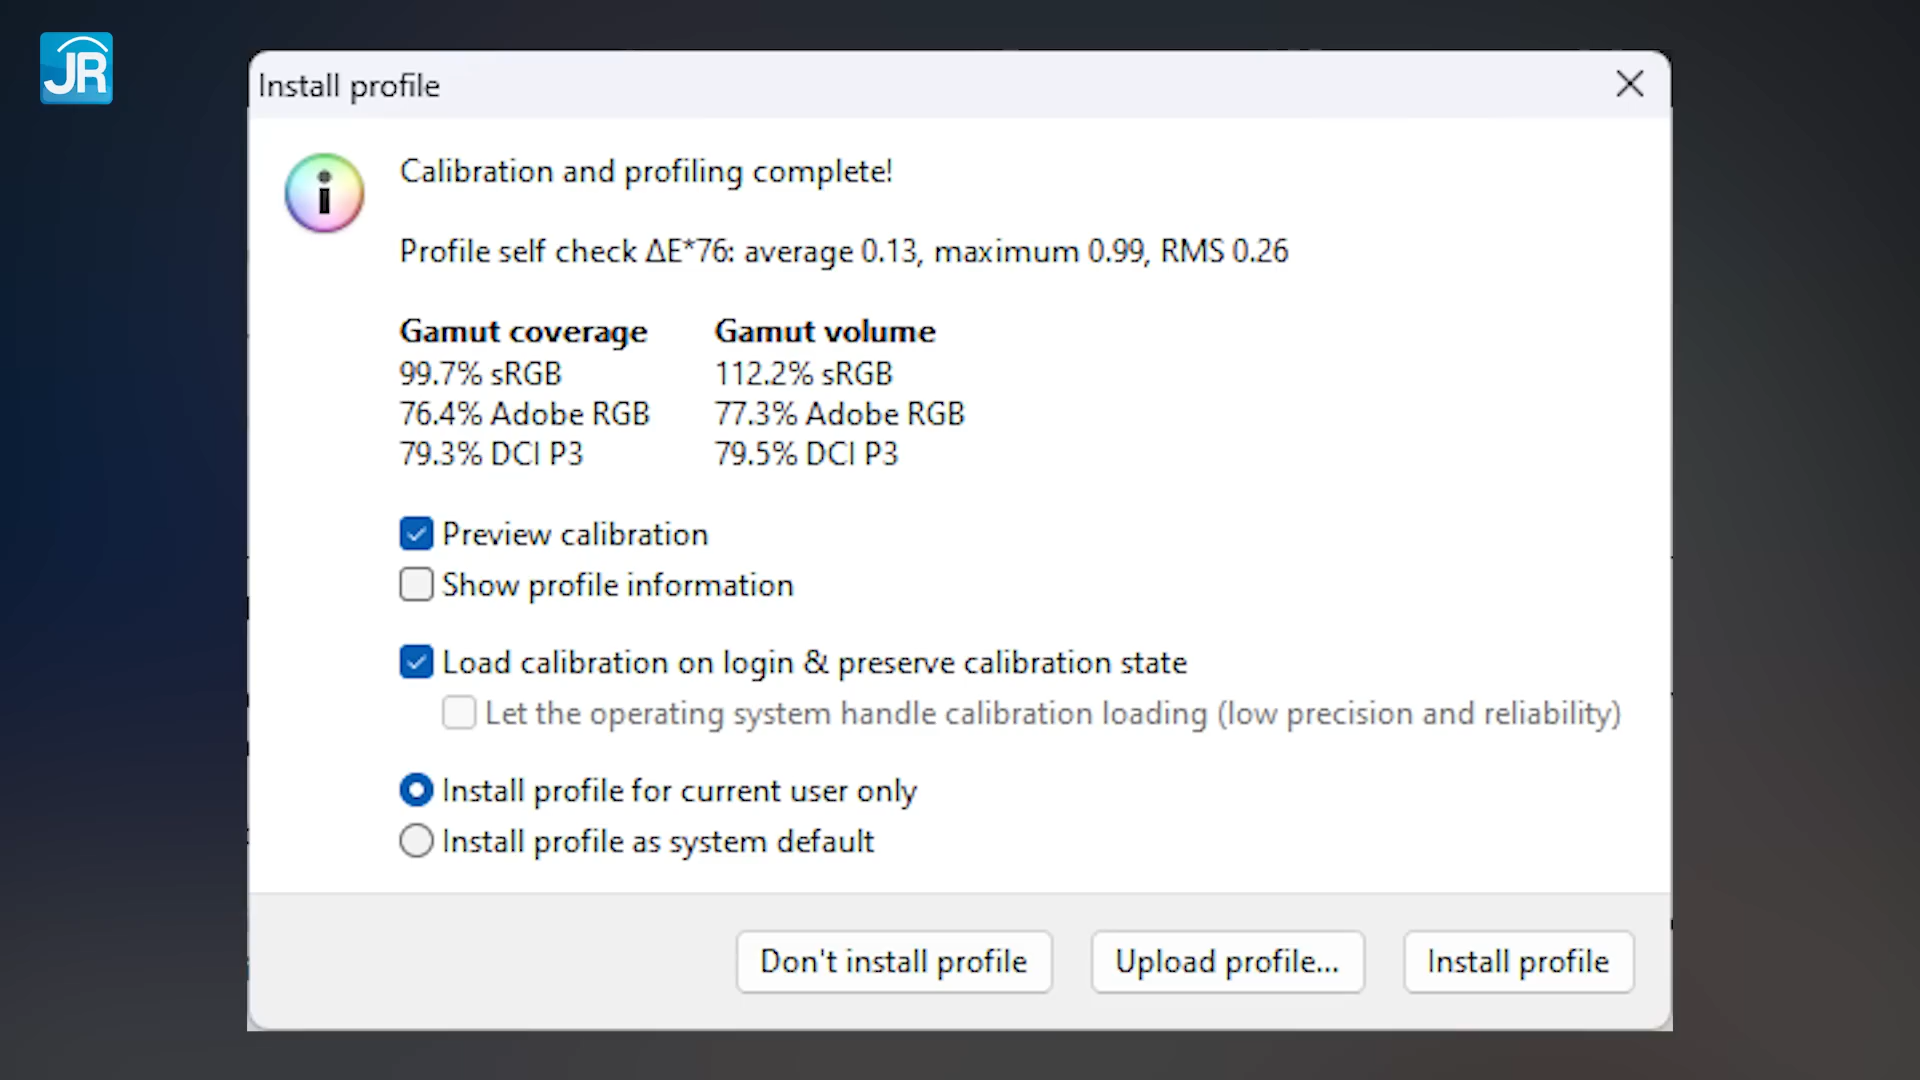 JR
Install profile
Calibration and profiling complete!
Profile self check ΔE*76: average 0.13, maximum 0.99, RMS 0.26
Gamut coverage Gamut volume
99.7% sRGB 112.2% sRGB
76.4% Adobe RGB 77.3% Adobe RGB
79.3% DCI P3 79.5% DCI P3
Preview calibration
Show profile information
Load calibration on login & preserve calibration state
Let the operating system handle calibration loading (low precision and reliability)
Install profile for current user only
Install profile as system default
Don't install profile Upload profile... Install profile